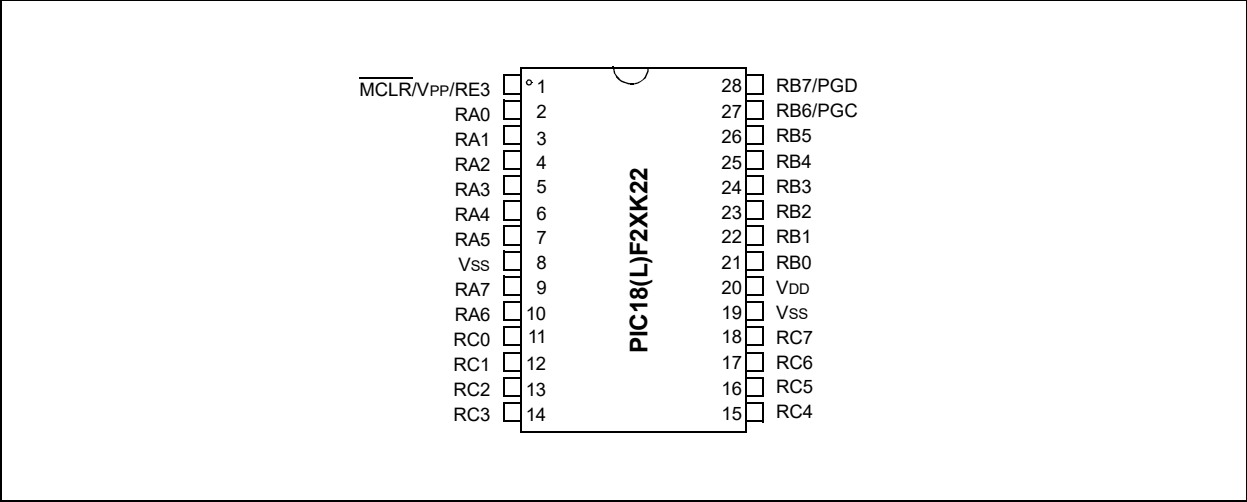 MCLR/VPP/RE3 1 28 RB7/PGD
RA0 2 27 RB6/PGC
RA1 3 26 RB5
RA2 4 25 RB4
RA3 5 24 RB3
RA4 6 23 RB2
RA5 7 22 RB1
VSS 8 21 RB0
RA7 9 20 VDD
RA6 10 19 VSS
RC0 11 18 RC7
RC1 12 17 RC6
RC2 13 16 RC5
RC3 14 15 RC4
PIC18(L)F2XK22